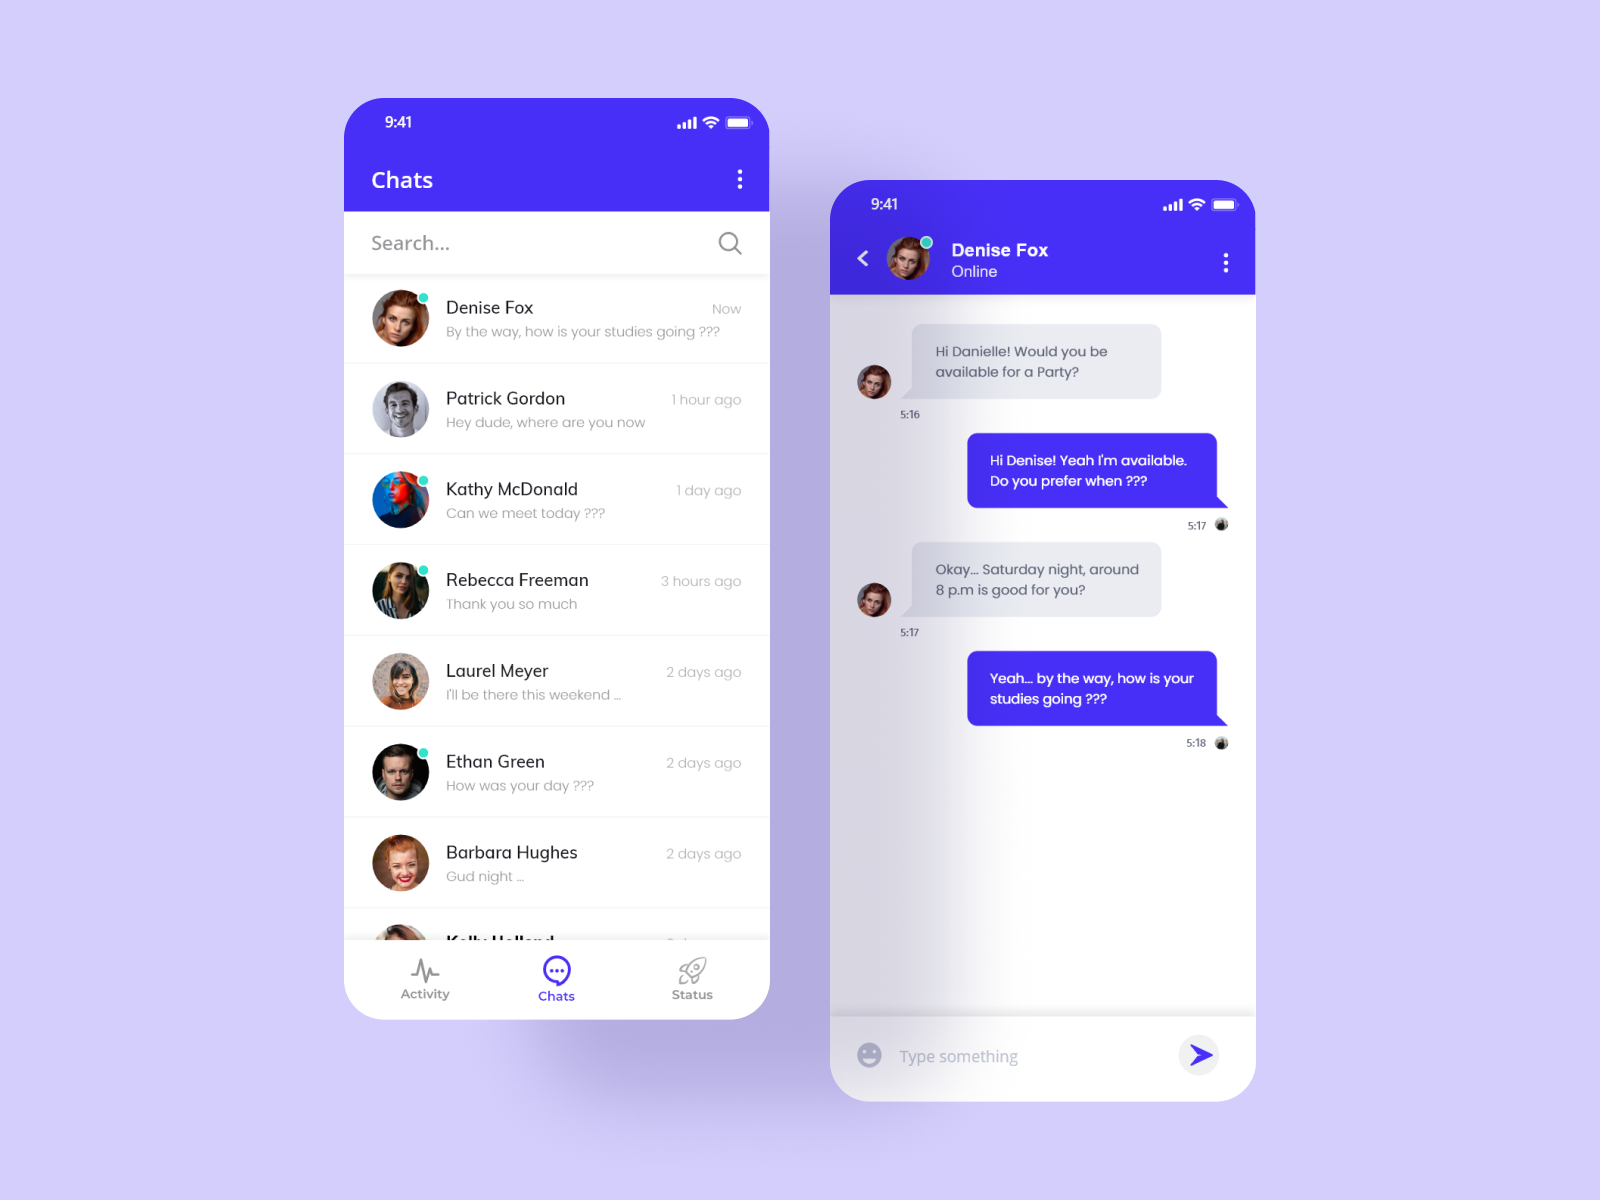 9:41
Chats
Search...
Denise Fox
Now
By the way, how is your studies going ???
Patrick Gordon
1 hour ago
Hey dude, where are you now
Kathy McDonald
1 day ago
Can we meet today ???
Rebecca Freeman
3 hours ago
Thank you so much
Laurel Meyer
2 days ago
I'll be there this weekend ...
Ethan Green
2 days ago
How was your day ???
Barbara Hughes
2 days ago
Gud night ...
Activity
Chats
Status
9:41
Denise Fox
Online
Hi Danielle! Would you be
available for a Party?
5:16
Hi Denise! Yeah I'm available.
Do you prefer when ???
5:17
Okay... Saturday night, around
8 p.m is good for you?
5:17
Yeah... by the way, how is your
studies going ???
5:18
Type something